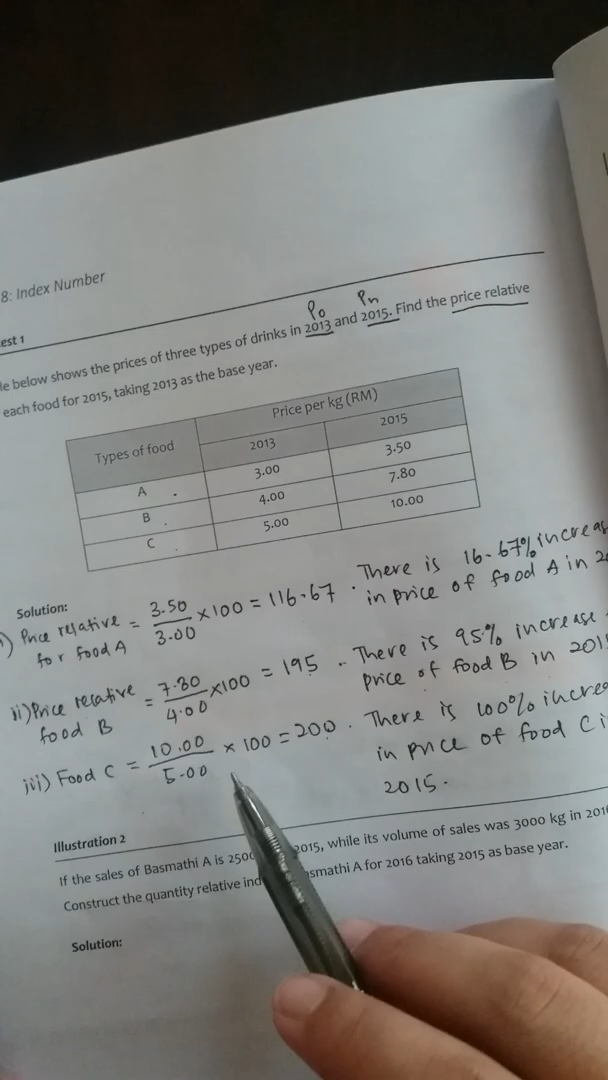 8: Index Number
est 1
Po Pn
le below shows the prices of three types of drinks in 2013 and 2015. Find the price relative
each food for 2015, taking 2013 as the base year.
Types of food Price per kg (RM)
2013 2015
A 3.00 3.50
B 4.00 7.80
C 5.00 10.00
Solution:
i) Price relative for food A = 3.50/3.00 × 100 = 116.67. There is 16.67% increas
in price of food A in 2
ii) Price relative food B = 7.80/4.00 × 100 = 195. There is 95% increase
price of food B in 201
iii) Food C = 10.00/5.00 × 100 = 200. There is 100% increa
in price of food C i
2015.
Illustration 2
If the sales of Basmathi A is 250 2015, while its volume of sales was 3000 kg in 201
Construct the quantity relative ind smathi A for 2016 taking 2015 as base year.
Solution: